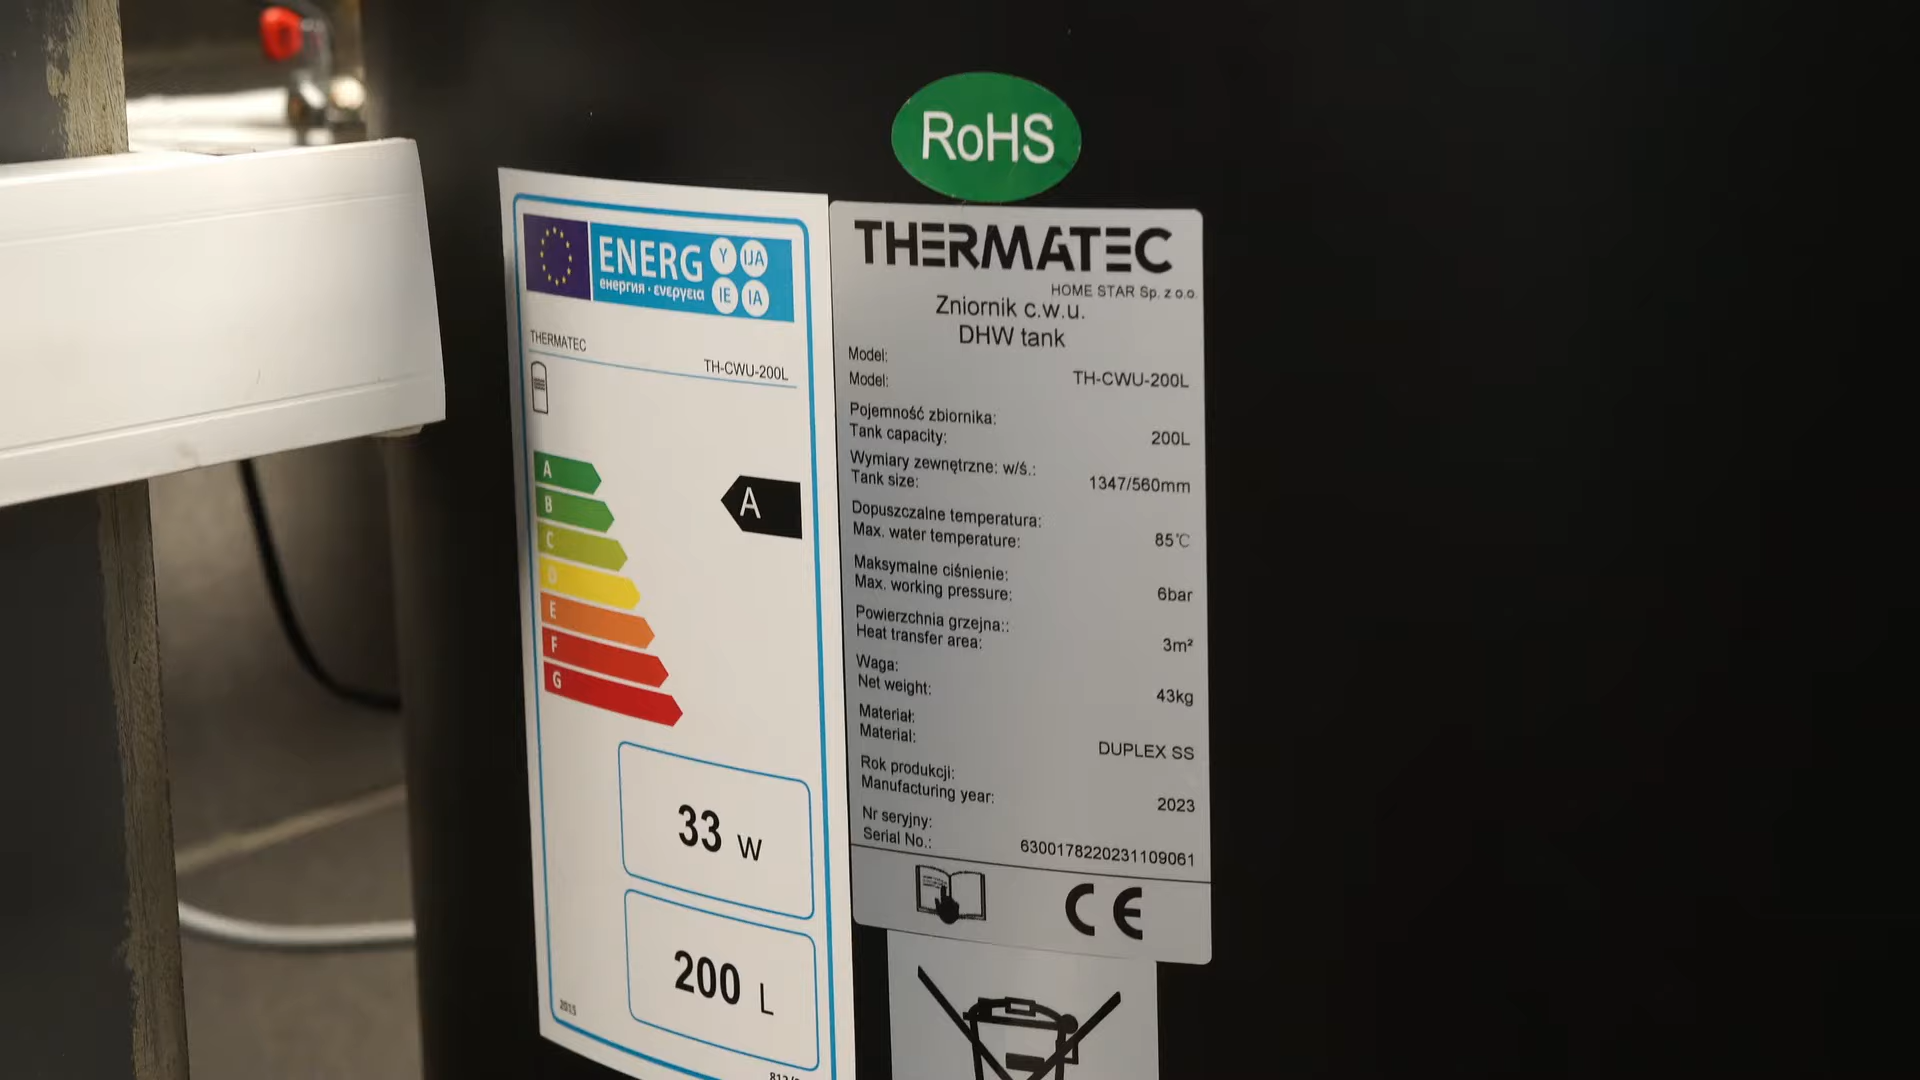 RoHS
ENERG Y IJA
енергия · ενεργεια IE IA
THERMATEC
TH-CWU-200L
A
A
B
C
D
E
F
G
33 W
200 L
2015
THERMATEC
HOME STAR Sp. z o.o.
Zniornik c.w.u.
DHW tank
Model:
Model: TH-CWU-200L
Pojemność zbiornika:
Tank capacity: 200L
Wymiary zewnętrzne: w/ś.:
Tank size: 1347/560mm
Dopuszczalne temperatura:
Max. water temperature: 85℃
Maksymalne ciśnienie:
Max. working pressure: 6bar
Powierzchnia grzejna::
Heat transfer area: 3m²
Waga:
Net weight: 43kg
Materiał:
Material: DUPLEX SS
Rok produkcji:
Manufacturing year: 2023
Nr seryjny:
Serial No.: 6300178220231109061
CE